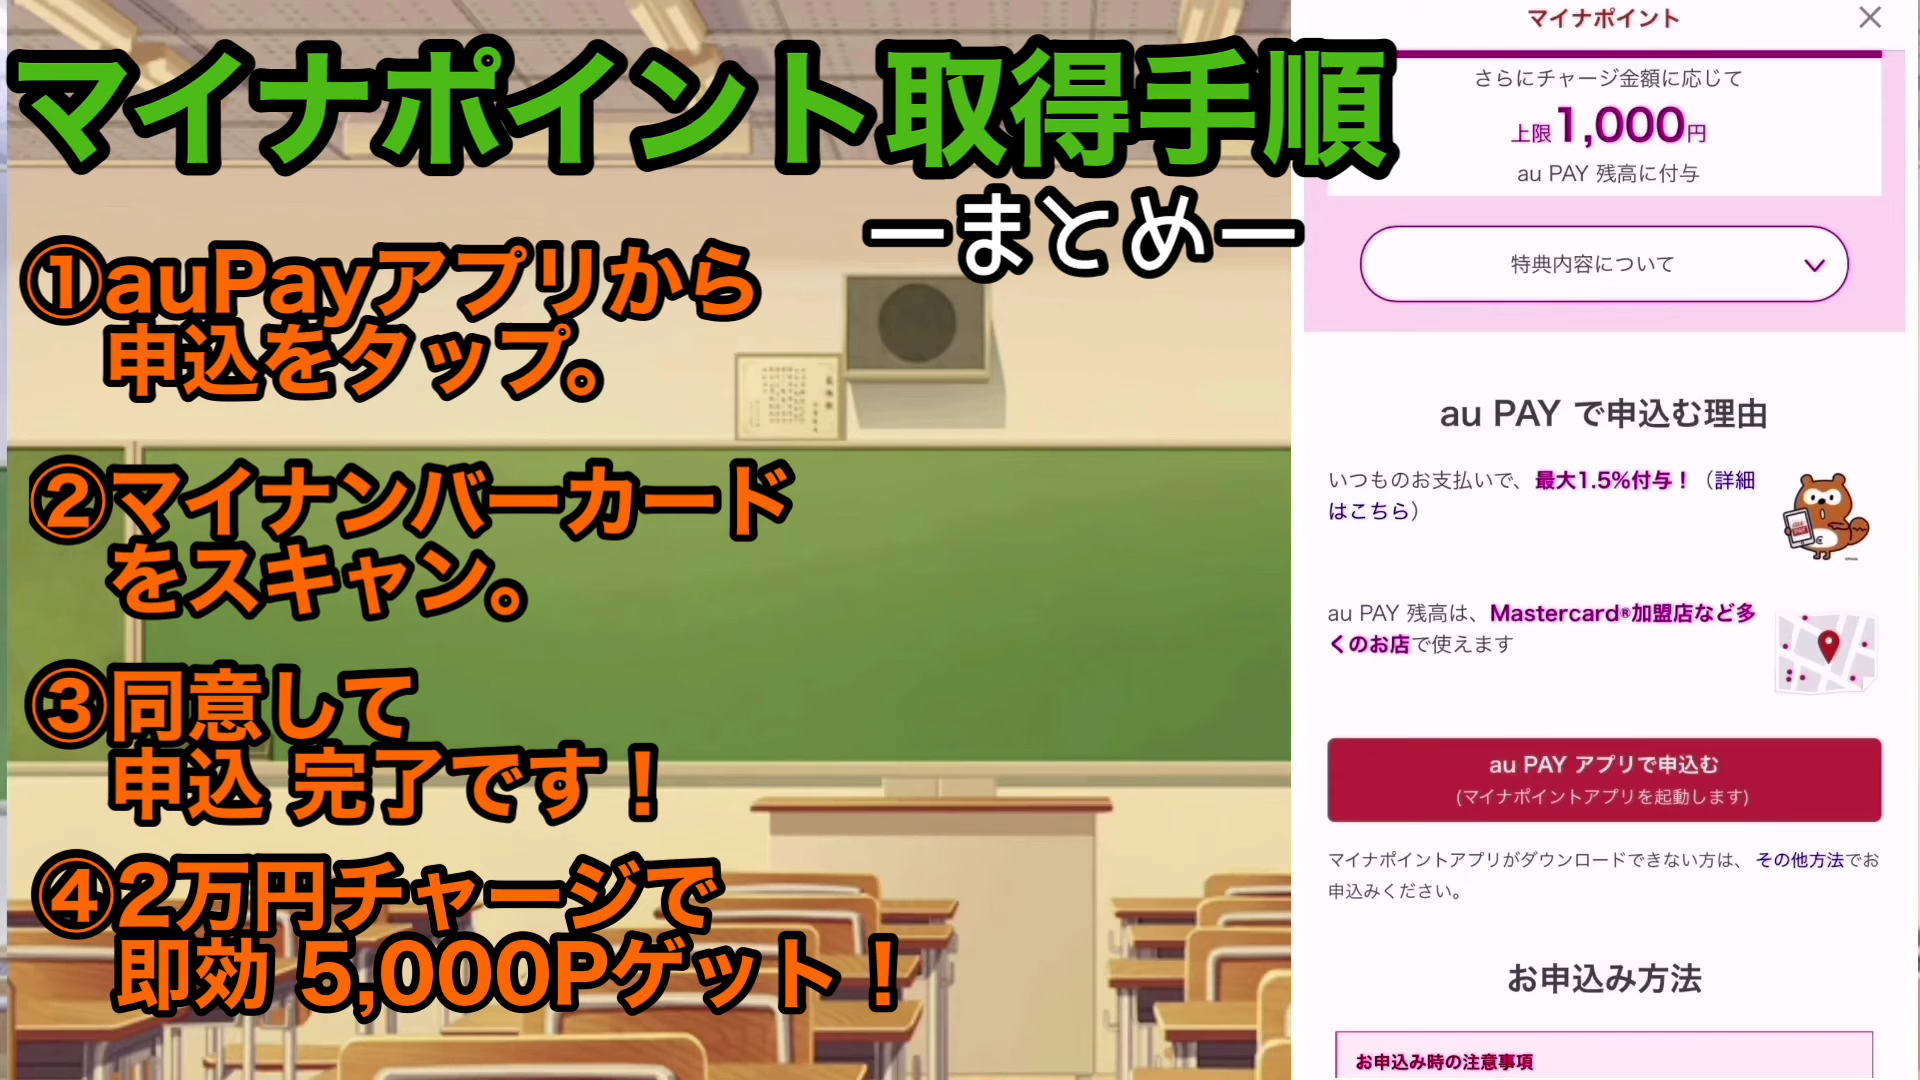 マイナポイント取得手順
ーまとめー
①auPayアプリから
申込をタップ。
②マイナンバーカード
をスキャン。
③同意して
申込 完了です！
④2万円チャージで
即効 5,000Pゲット！
マイナポイント
さらにチャージ金額に応じて
上限1,000円
au PAY 残高に付与
特典内容について
au PAY で申込む理由
いつものお支払いで、最大1.5%付与！（詳細
はこちら）
au PAY 残高は、Mastercard®加盟店など多
くのお店で使えます
au PAY アプリで申込む
(マイナポイントアプリを起動します)
マイナポイントアプリがダウンロードできない方は、その他方法でお
申込みください。
お申込み方法
お申込み時の注意事項